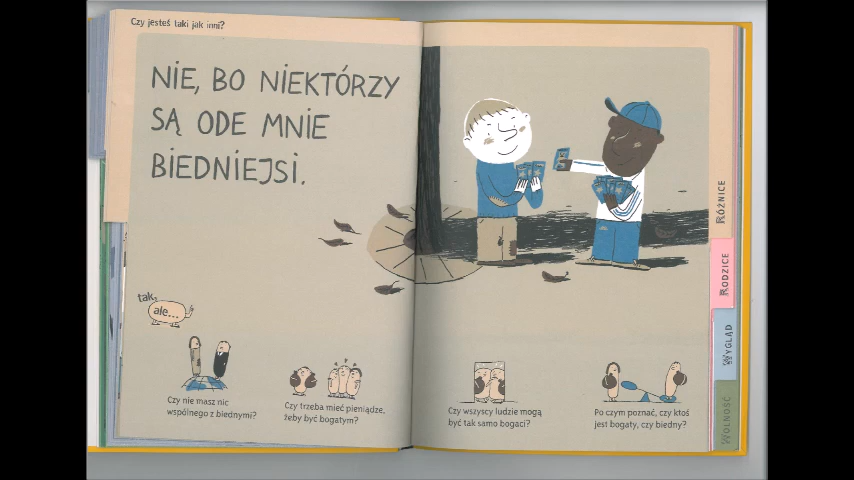 Czy jesteś taki jak inni?
NIE, BO NIEKTÓRZY
SĄ ODE MNIE
BIEDNIEJSI.
tak,
ale...
Czy nie masz nic
wspólnego z biednymi?
Czy trzeba mieć pieniądze,
żeby być bogatym?
Czy wszyscy ludzie mogą
być tak samo bogaci?
Po czym poznać, czy ktoś
jest bogaty, czy biedny?
RÓŻNICE
RODZICE
WYGLĄD
WOLNOŚĆ